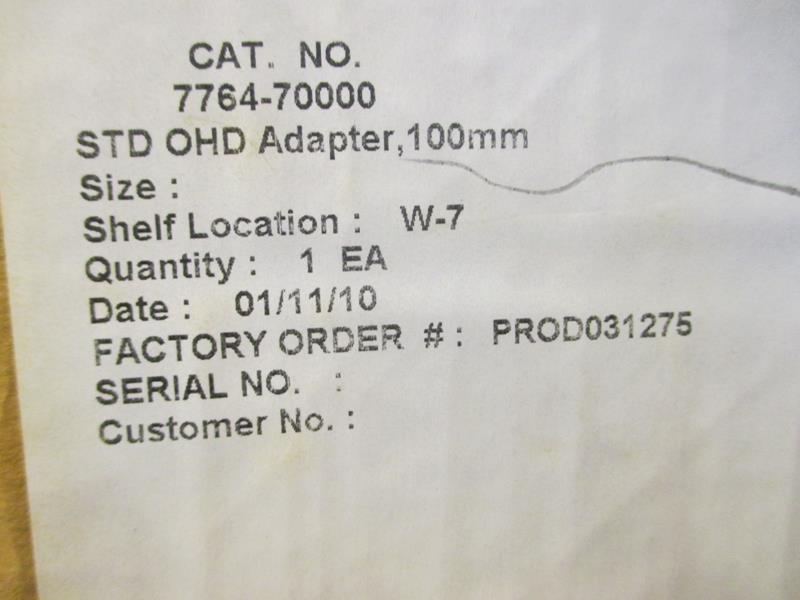 CAT. NO.
7764-70000
STD OHD Adapter,100mm
Size :
Shelf Location : W-7
Quantity : 1 EA
Date : 01/11/10
FACTORY ORDER # : PROD031275
SERIAL NO. :
Customer No. :